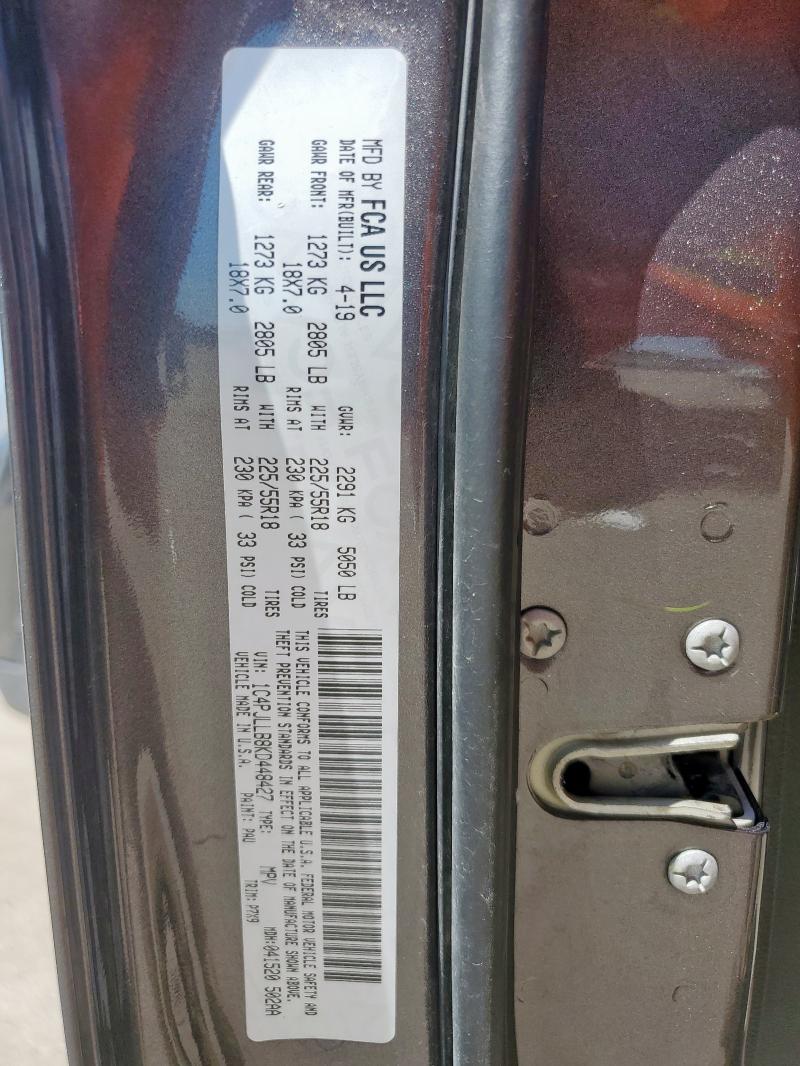 MFD BY FCA US LLC
DATE OF MFR(BUILT): 4-19 GVWR: 2291 KG 5050 LB
GAWR FRONT: 1273 KG 2805 LB WITH 225/55R18 TIRES
18X7.0 RIMS AT 230 KPA ( 33 PSI) COLD
GAWR REAR: 1273 KG 2805 LB WITH 225/55R18 TIRES
18X7.0 RIMS AT 230 KPA ( 33 PSI) COLD
THIS VEHICLE CONFORMS TO ALL APPLICABLE U.S.A. FEDERAL MOTOR VEHICLE SAFETY AND
THEFT PREVENTION STANDARDS IN EFFECT ON THE DATE OF MANUFACTURE SHOWN ABOVE.
VIN: 1C4PJLLB8KD448427 TYPE: MPV MDH:041520 502AA
VEHICLE MADE IN U.S.A. PAINT: PAU TRIM: P7X9